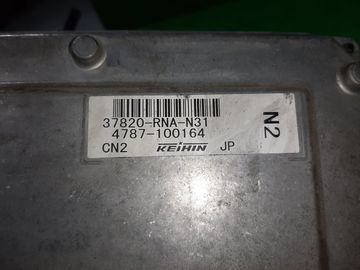 37820-RNA-N31
4787-100164
CN2 KEIHIN JP
N2